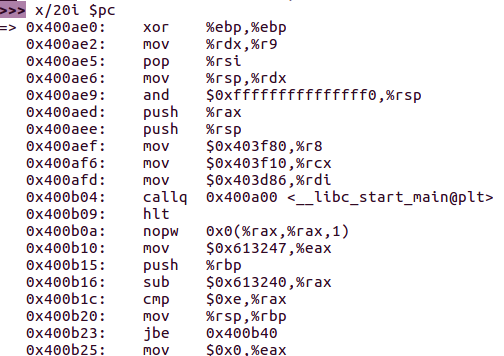 >>> x/20i $pc
=> 0x400ae0: xor %ebp,%ebp
0x400ae2: mov %rdx,%r9
0x400ae5: pop %rsi
0x400ae6: mov %rsp,%rdx
0x400ae9: and $0xfffffffffffffff0,%rsp
0x400aed: push %rax
0x400aee: push %rsp
0x400aef: mov $0x403f80,%r8
0x400af6: mov $0x403f10,%rcx
0x400afd: mov $0x403d86,%rdi
0x400b04: callq 0x400a00 <__libc_start_main@plt>
0x400b09: hlt
0x400b0a: nopw 0x0(%rax,%rax,1)
0x400b10: mov $0x613247,%eax
0x400b15: push %rbp
0x400b16: sub $0x613240,%rax
0x400b1c: cmp $0xe,%rax
0x400b20: mov %rsp,%rbp
0x400b23: jbe 0x400b40
0x400b25: mov $0x0,%eax